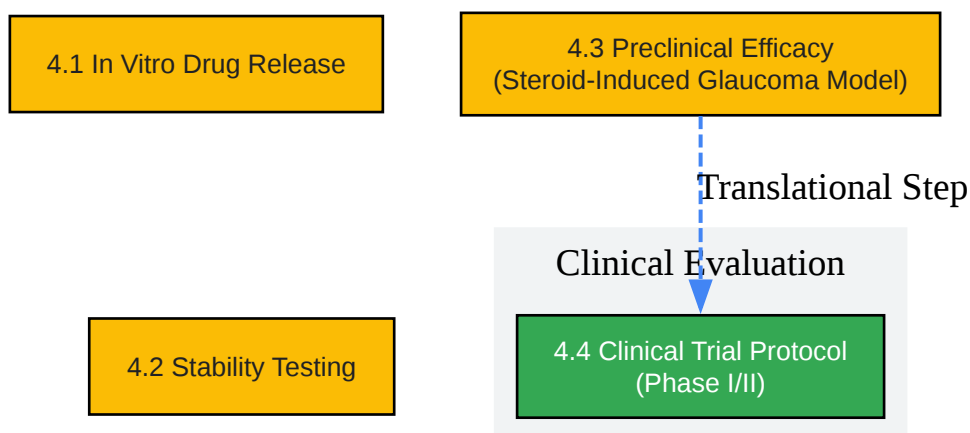 4.1 In Vitro Drug Release
4.3 Preclinical Efficacy
(Steroid-Induced Glaucoma Model)
Translational Step
Clinical Evaluation
4.2 Stability Testing
4.4 Clinical Trial Protocol
(Phase I/II)